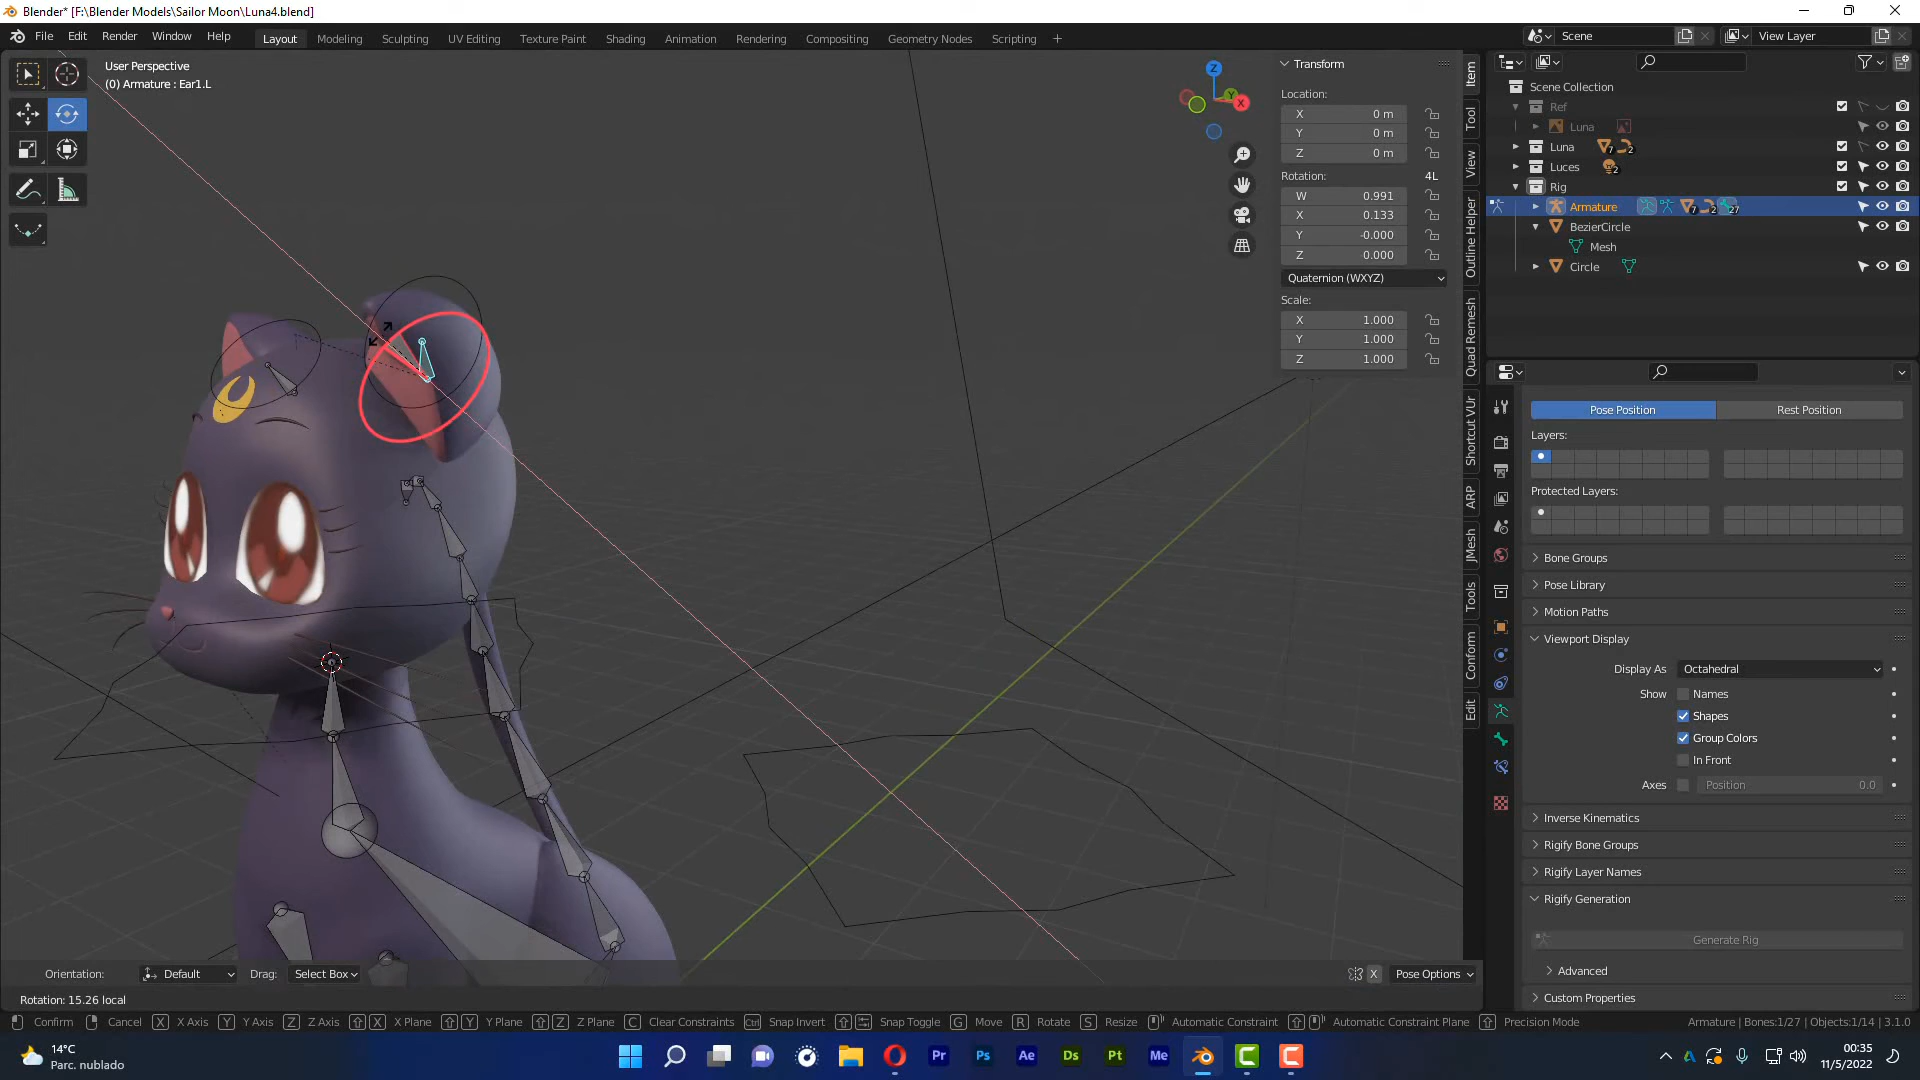 Blender* [F:\Blender Models\Sailor Moon\Luna4.blend]
File Edit Render Window Help Layout Modeling Sculpting UV Editing Texture Paint Shading Animation Rendering Compositing Geometry Nodes Scripting + Scene View Layer
User Perspective
(0) Armature : Ear1.L
Z
Y
X
Transform
Location:
X 0 m
Y 0 m
Z 0 m
Rotation: 4L
W 0.991
X 0.133
Y -0.000
Z 0.000
Quaternion (WXYZ)
Scale:
X 1.000
Y 1.000
Z 1.000
Item
Tool
View
Outline Helper
Quad Remesh
Shortcut VUr
ARP
JMesh
Tools
Conform
Edit
Scene Collection
Ref
Luna
Luna 7 2
Luces 2
Rig
Armature 7 2 27
BezierCircle
Mesh
Circle
Pose Position Rest Position
Layers:
Protected Layers:
Bone Groups
Pose Library
Motion Paths
Viewport Display
Display As Octahedral
Show Names
Shapes
Group Colors
In Front
Axes Position 0.0
Inverse Kinematics
Rigify Bone Groups
Rigify Layer Names
Rigify Generation
Generate Rig
Advanced
Custom Properties
Orientation: Default Drag: Select Box X Pose Options
Rotation: 15.26 local
Confirm Cancel X X Axis Y Y Axis Z Z Axis X X Plane Y Y Plane Z Z Plane C Clear Constraints Ctrl Snap Invert Snap Toggle G Move R Rotate S Resize Automatic Constraint Automatic Constraint Plane Precision Mode Armature | Bones:1/27 | Objects:1/14 | 3.1.0
14°C
Parc. nublado
Pr Ps Ae Ds Pt Me
00:35
11/5/2022